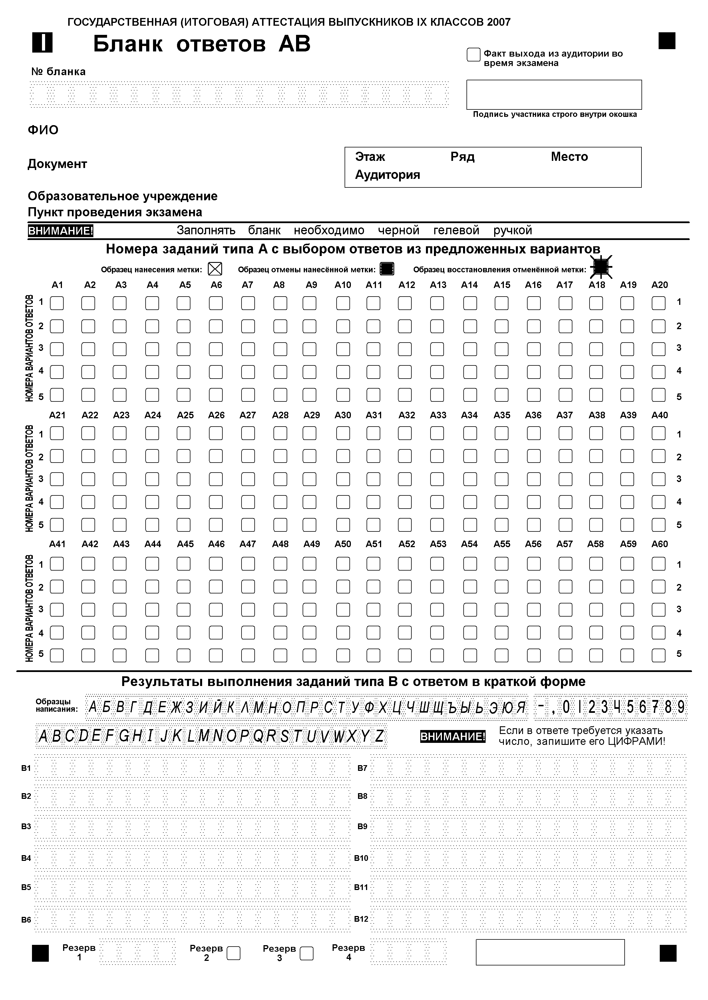 ГОСУДАРСТВЕННАЯ (ИТОГОВАЯ) АТТЕСТАЦИЯ ВЫПУСКНИКОВ IX КЛАССОВ 2007
Бланк ответов АВ
Факт выхода из аудитории во
время экзамена
№ бланка
Подпись участника строго внутри окошка
ФИО
Этаж Ряд Место
Документ
Аудитория
Образовательное учреждение
Пункт проведения экзамена
ВНИМАНИЕ! Заполнять бланк необходимо черной гелевой ручкой
Номера заданий типа А с выбором ответов из предложенных вариантов
Образец нанесения метки: Образец отмены нанесённой метки: Образец восстановления отменённой метки:
A1 A2 A3 A4 A5 A6 A7 A8 A9 A10 A11 A12 A13 A14 A15 A16 A17 A18 A19 A20
НОМЕРА ВАРИАНТОВ ОТВЕТОВ
1 1
2 2
3 3
4 4
5 5
A21 A22 A23 A24 A25 A26 A27 A28 A29 A30 A31 A32 A33 A34 A35 A36 A37 A38 A39 A40
НОМЕРА ВАРИАНТОВ ОТВЕТОВ
1 1
2 2
3 3
4 4
5 5
A41 A42 A43 A44 A45 A46 A47 A48 A49 A50 A51 A52 A53 A54 A55 A56 A57 A58 A59 A60
НОМЕРА ВАРИАНТОВ ОТВЕТОВ
1 1
2 2
3 3
4 4
5 5
Результаты выполнения заданий типа В с ответом в краткой форме
Образцы
написания:
А Б В Г Д Е Ж З И Й К Л М Н О П Р С Т У Ф Х Ц Ч Ш Щ Ъ Ы Ь Э Ю Я - , 0 1 2 3 4 5 6 7 8 9
A B C D E F G H I J K L M N O P Q R S T U V W X Y Z
ВНИМАНИЕ! Если в ответе требуется указать
число, запишите его ЦИФРАМИ!
B1 B7
B2 B8
B3 B9
B4 B10
B5 B11
B6 B12
Резерв 1 Резерв 2 Резерв 3 Резерв 4